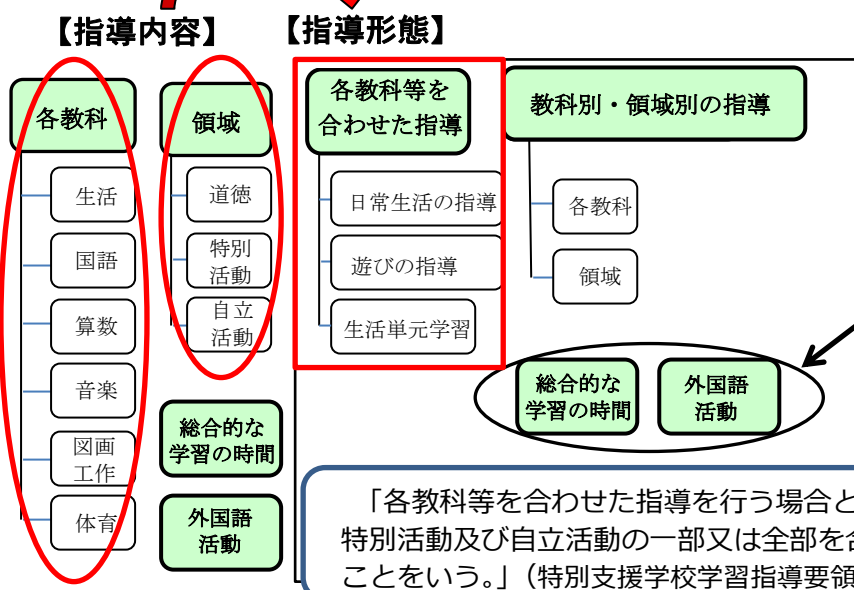 【指導内容】
【指導形態】
各教科
生活
国語
算数
音楽
図画
工作
体育
領域
道徳
特別
活動
自立
活動
総合的な
学習の時間
外国語
活動
各教科等を
合わせた指導
日常生活の指導
遊びの指導
生活単元学習
教科別・領域別の指導
各教科
領域
総合的な
学習の時間
外国語
活動
「各教科等を合わせた指導を行う場合と
特別活動及び自立活動の一部又は全部を合
ことをいう。」（特別支援学校学習指導要領